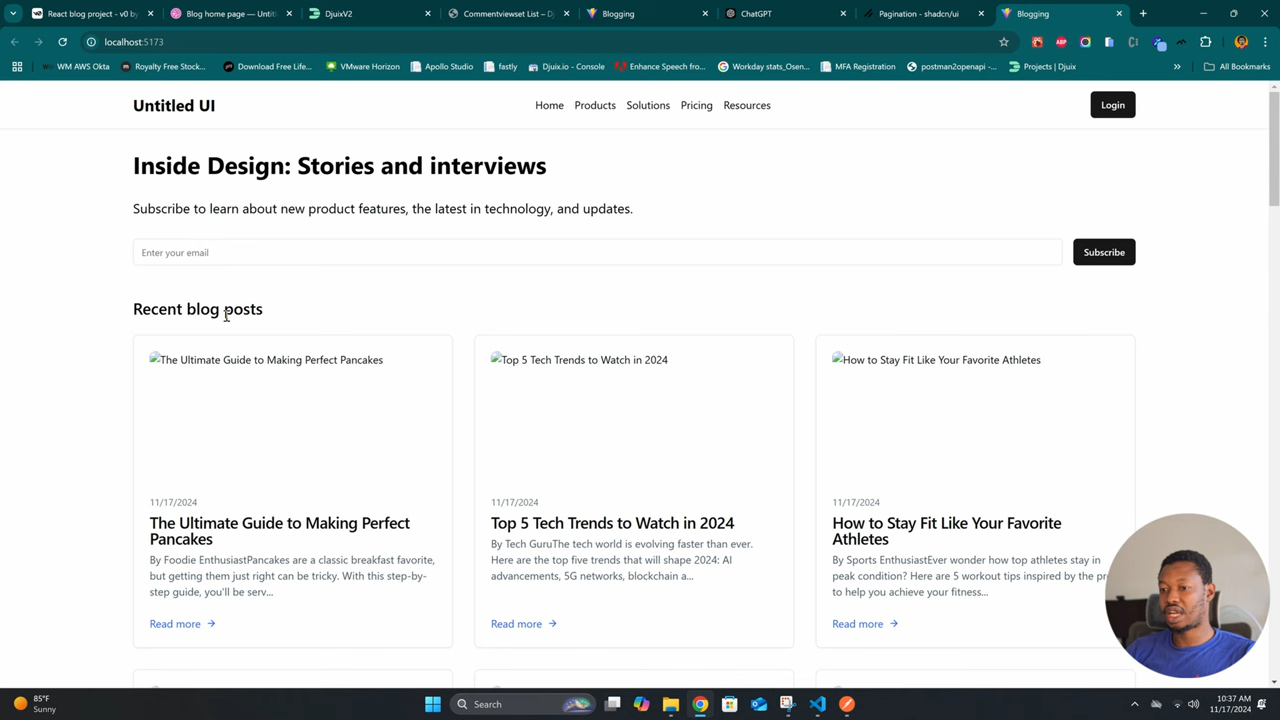 React blog project - v0 by
Blog home page — Untitl
DjuixV2
Commentviewset List – Dj
Blogging
ChatGPT
Pagination - shadcn/ui
Blogging
localhost:5173
WM AWS Okta
Royalty Free Stock...
Download Free Life...
VMware Horizon
Apollo Studio
fastly
Djuix.io - Console
Enhance Speech fro...
Workday stats_Osen...
MFA Registration
postman2openapi -...
Projects | Djuix
»
All Bookmarks
Untitled UI
Home
Products
Solutions
Pricing
Resources
Login
Inside Design: Stories and interviews
Subscribe to learn about new product features, the latest in technology, and updates.
Enter your email
Subscribe
Recent blog posts
The Ultimate Guide to Making Perfect Pancakes
11/17/2024
The Ultimate Guide to Making Perfect
Pancakes
By Foodie EnthusiastPancakes are a classic breakfast favorite,
but getting them just right can be tricky. With this step-by-
step guide, you'll be serv...
Read more →
Top 5 Tech Trends to Watch in 2024
11/17/2024
Top 5 Tech Trends to Watch in 2024
By Tech GuruThe tech world is evolving faster than ever.
Here are the top five trends that will shape 2024: AI
advancements, 5G networks, blockchain a...
Read more →
How to Stay Fit Like Your Favorite Athletes
11/17/2024
How to Stay Fit Like Your Favorite
Athletes
By Sports EnthusiastEver wonder how top athletes stay in
peak condition? Here are 5 workout tips inspired by the
to help you achieve your fitness...
Read more →
85°F
Sunny
Search
10:37 AM
11/17/2024